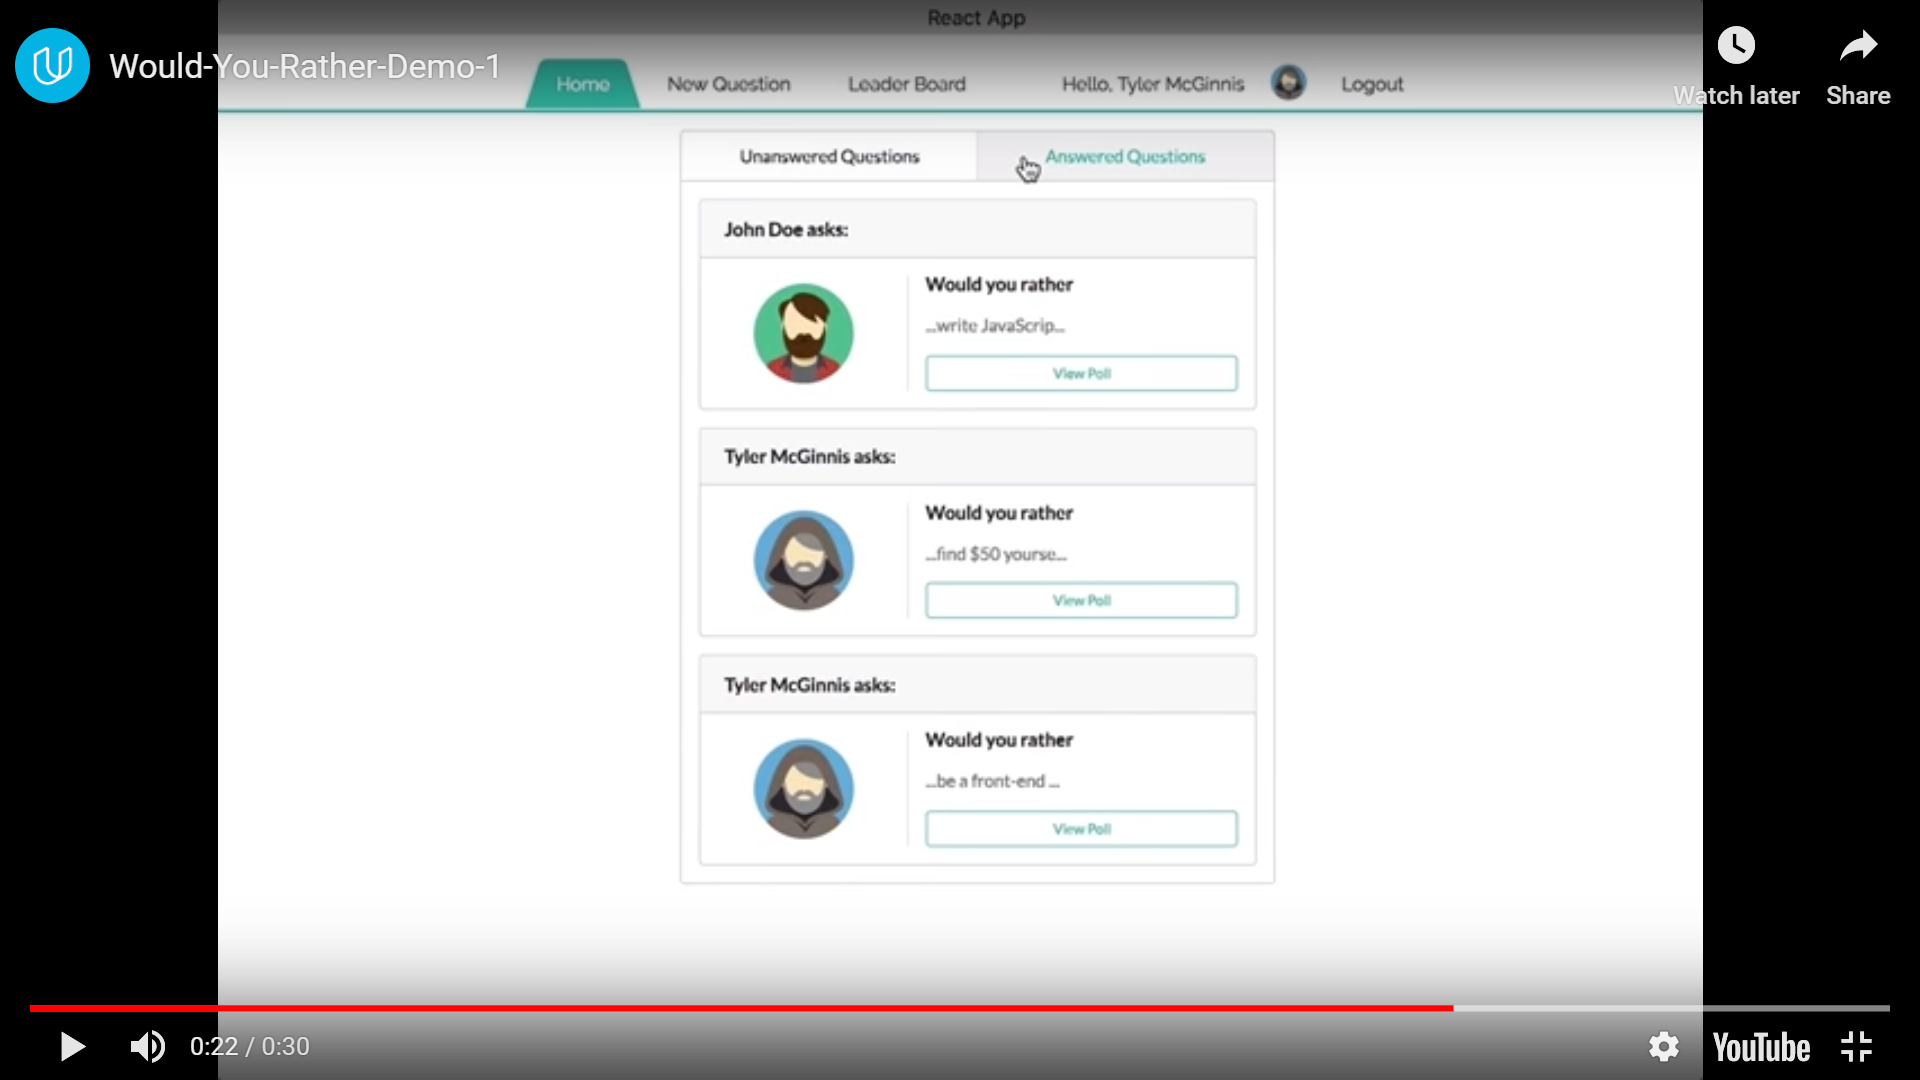 React App
Would-You-Rather-Demo-1
Home New Question Leader Board Hello, Tyler McGinnis Logout
Watch later Share
Unanswered Questions Answered Questions
John Doe asks:
Would you rather
...write JavaScrip...
View Poll
Tyler McGinnis asks:
Would you rather
...find $50 yourse...
View Poll
Tyler McGinnis asks:
Would you rather
...be a front-end ...
View Poll
0:22 / 0:30
YouTube